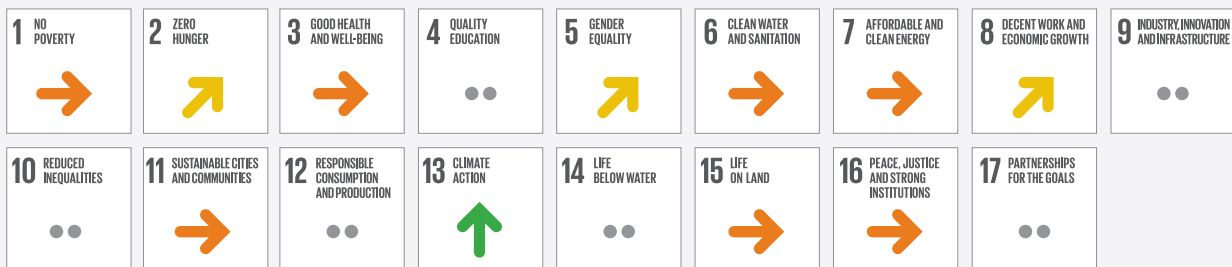 1 NO
POVERTY
2 ZERO
HUNGER
3 GOOD HEALTH
AND WELL-BEING
4 QUALITY
EDUCATION
5 GENDER
EQUALITY
6 CLEAN WATER
AND SANITATION
7 AFFORDABLE AND
CLEAN ENERGY
8 DECENT WORK AND
ECONOMIC GROWTH
9 INDUSTRY, INNOVATION
AND INFRASTRUCTURE
10 REDUCED
INEQUALITIES
11 SUSTAINABLE CITIES
AND COMMUNITIES
12 RESPONSIBLE
CONSUMPTION
AND PRODUCTION
13 CLIMATE
ACTION
14 LIFE
BELOW WATER
15 LIFE
ON LAND
16 PEACE, JUSTICE
AND STRONG
INSTITUTIONS
17 PARTNERSHIPS
FOR THE GOALS